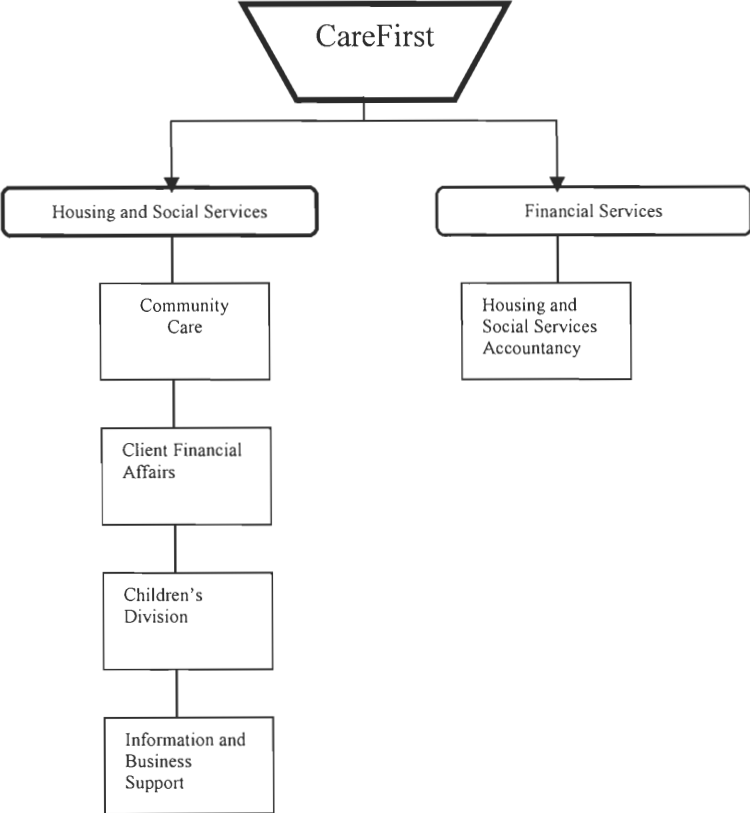 CareFirst
Housing and Social Services
Financial Services
Community
Care
Housing and
Social Services
Accountancy
Client Financial
Affairs
Children's
Division
Information and
Business
Support